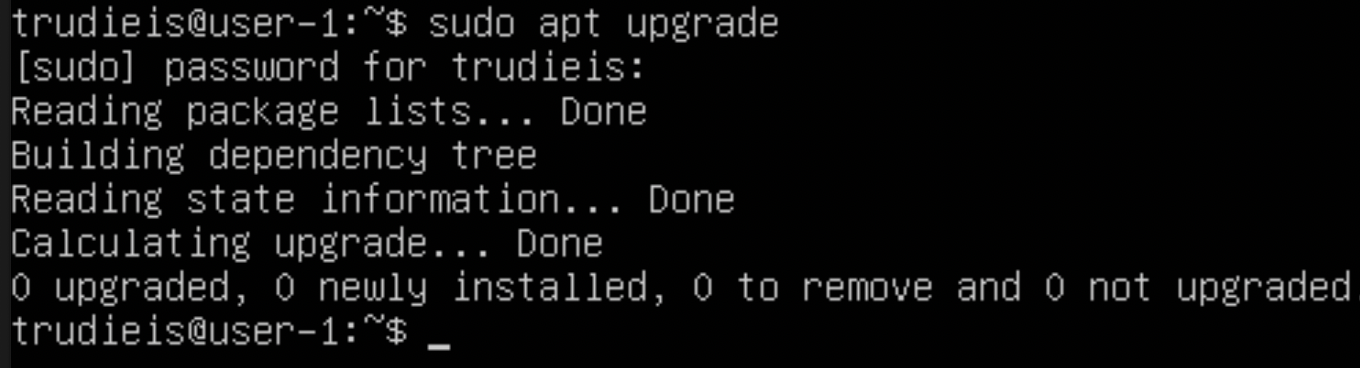 trudieis@user-1:~$ sudo apt upgrade
[sudo] password for trudieis:
Reading package lists... Done
Building dependency tree
Reading state information... Done
Calculating upgrade... Done
0 upgraded, 0 newly installed, 0 to remove and 0 not upgraded.
trudieis@user-1:~$ _